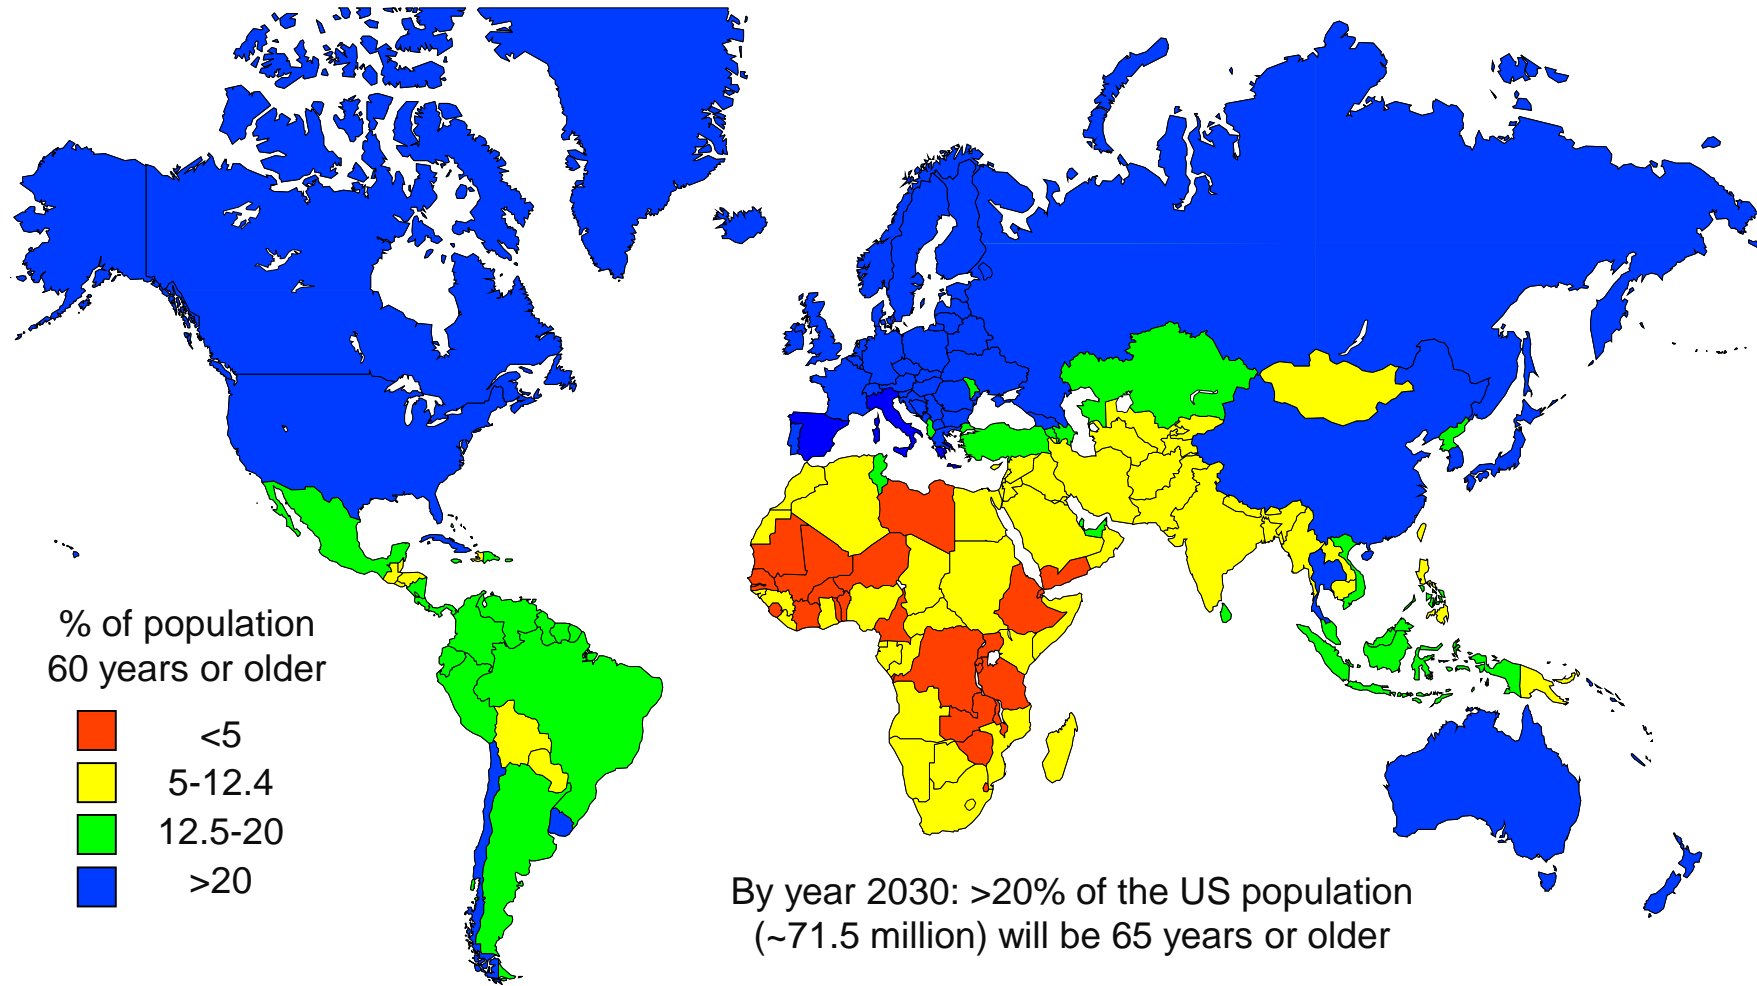 % of population
60 years or older
<5
5-12.4
12.5-20
>20
By year 2030: >20% of the US population
(~71.5 million) will be 65 years or older